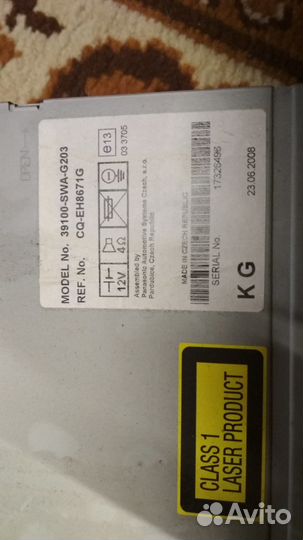 OPEN
MODEL No. 39100-SWA-G203
REF. No. CQ-EH8671G
e13
03 3705
12V
4Ω
Assembled by
Panasonic Automotive Systems Czech, s.r.o.
Pardubice, Czech Republic
MADE IN CZECH REPUBLIC
SERIAL No.
17326496
23.06.2008
KG
CLASS 1
LASER PRODUCT
Avito